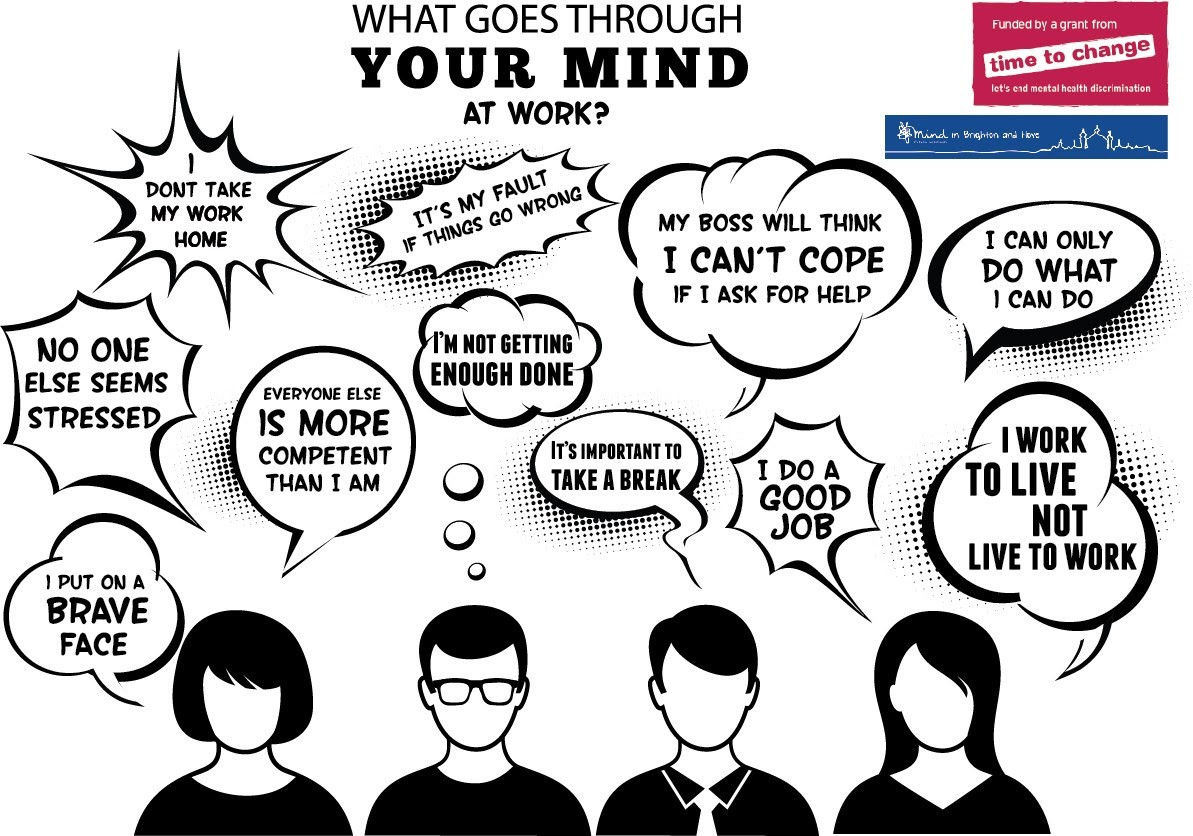 WHAT GOES THROUGH
YOUR MIND
AT WORK?
Funded by a grant from
time to change
let's end mental health discrimination
mind in Brighton and Hove
I
DONT TAKE
MY WORK
HOME
IT'S MY FAULT
IF THINGS GO WRONG
MY BOSS WILL THINK
I CAN'T COPE
IF I ASK FOR HELP
I CAN ONLY
DO WHAT
I CAN DO
NO ONE
ELSE SEEMS
STRESSED
EVERYONE ELSE
IS MORE
COMPETENT
THAN I AM
I'M NOT GETTING
ENOUGH DONE
IT'S IMPORTANT TO
TAKE A BREAK
I DO A
GOOD
JOB
I WORK
TO LIVE
NOT
LIVE TO WORK
I PUT ON A
BRAVE
FACE